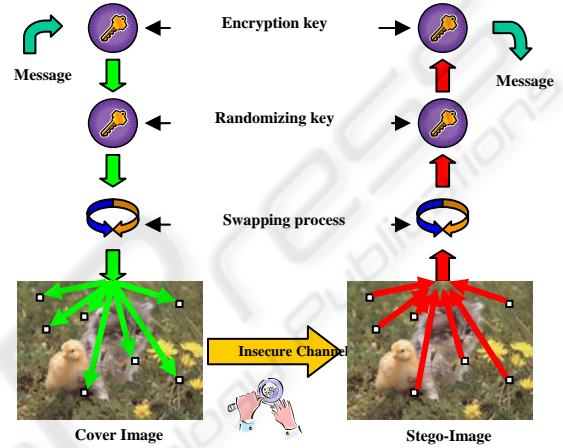 Encryption key
Message
Message
Randomizing key
Swapping process
Insecure Channel
Cover Image
Stego-Image